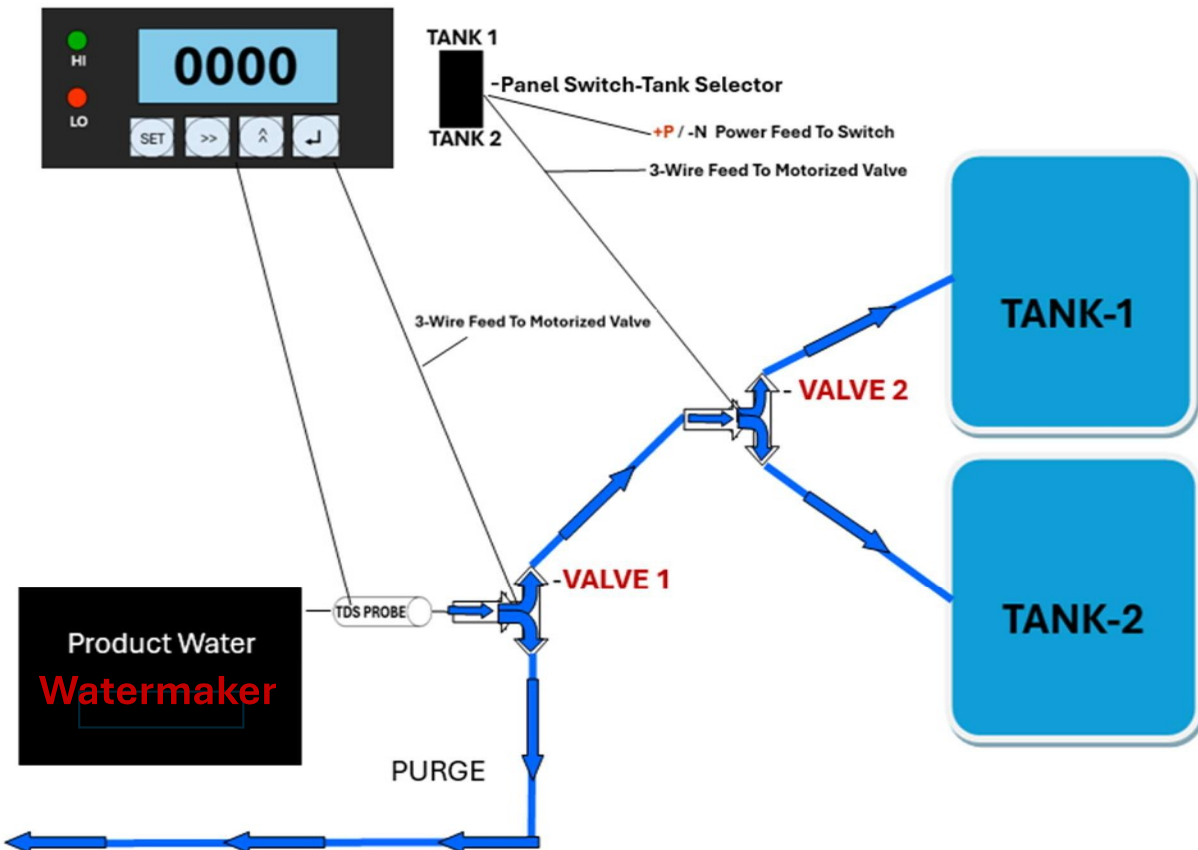 HI
0000
LO
SET
>>
TANK 1
-Panel Switch-Tank Selector
TANK 2
+P / -N Power Feed To Switch
3-Wire Feed To Motorized Valve
TANK-1
3-Wire Feed To Motorized Valve
- VALVE 2
-VALVE 1
TDS PROBE
TANK-2
Product Water
Watermaker
PURGE